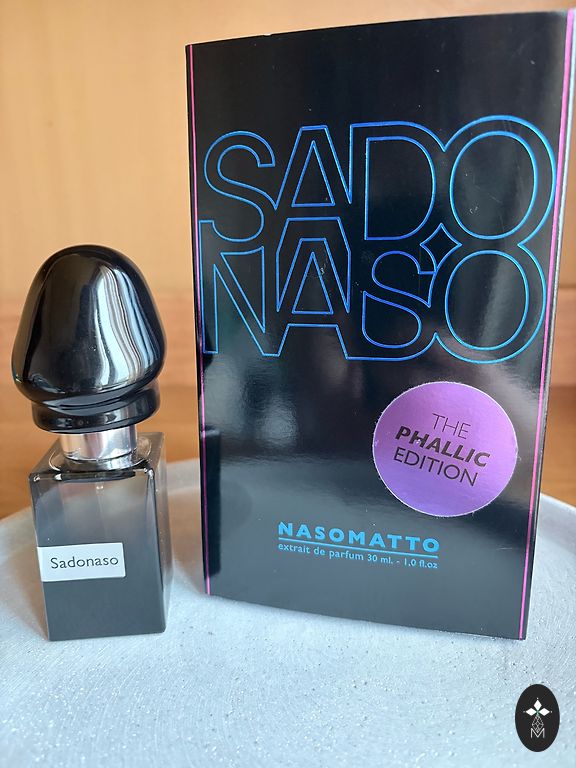 SADO
NASO
THE
PHALLIC
EDITION
NASOMATTO
extrait de parfum 30 ml. - 1,0 fl.oz
Sadonaso
M